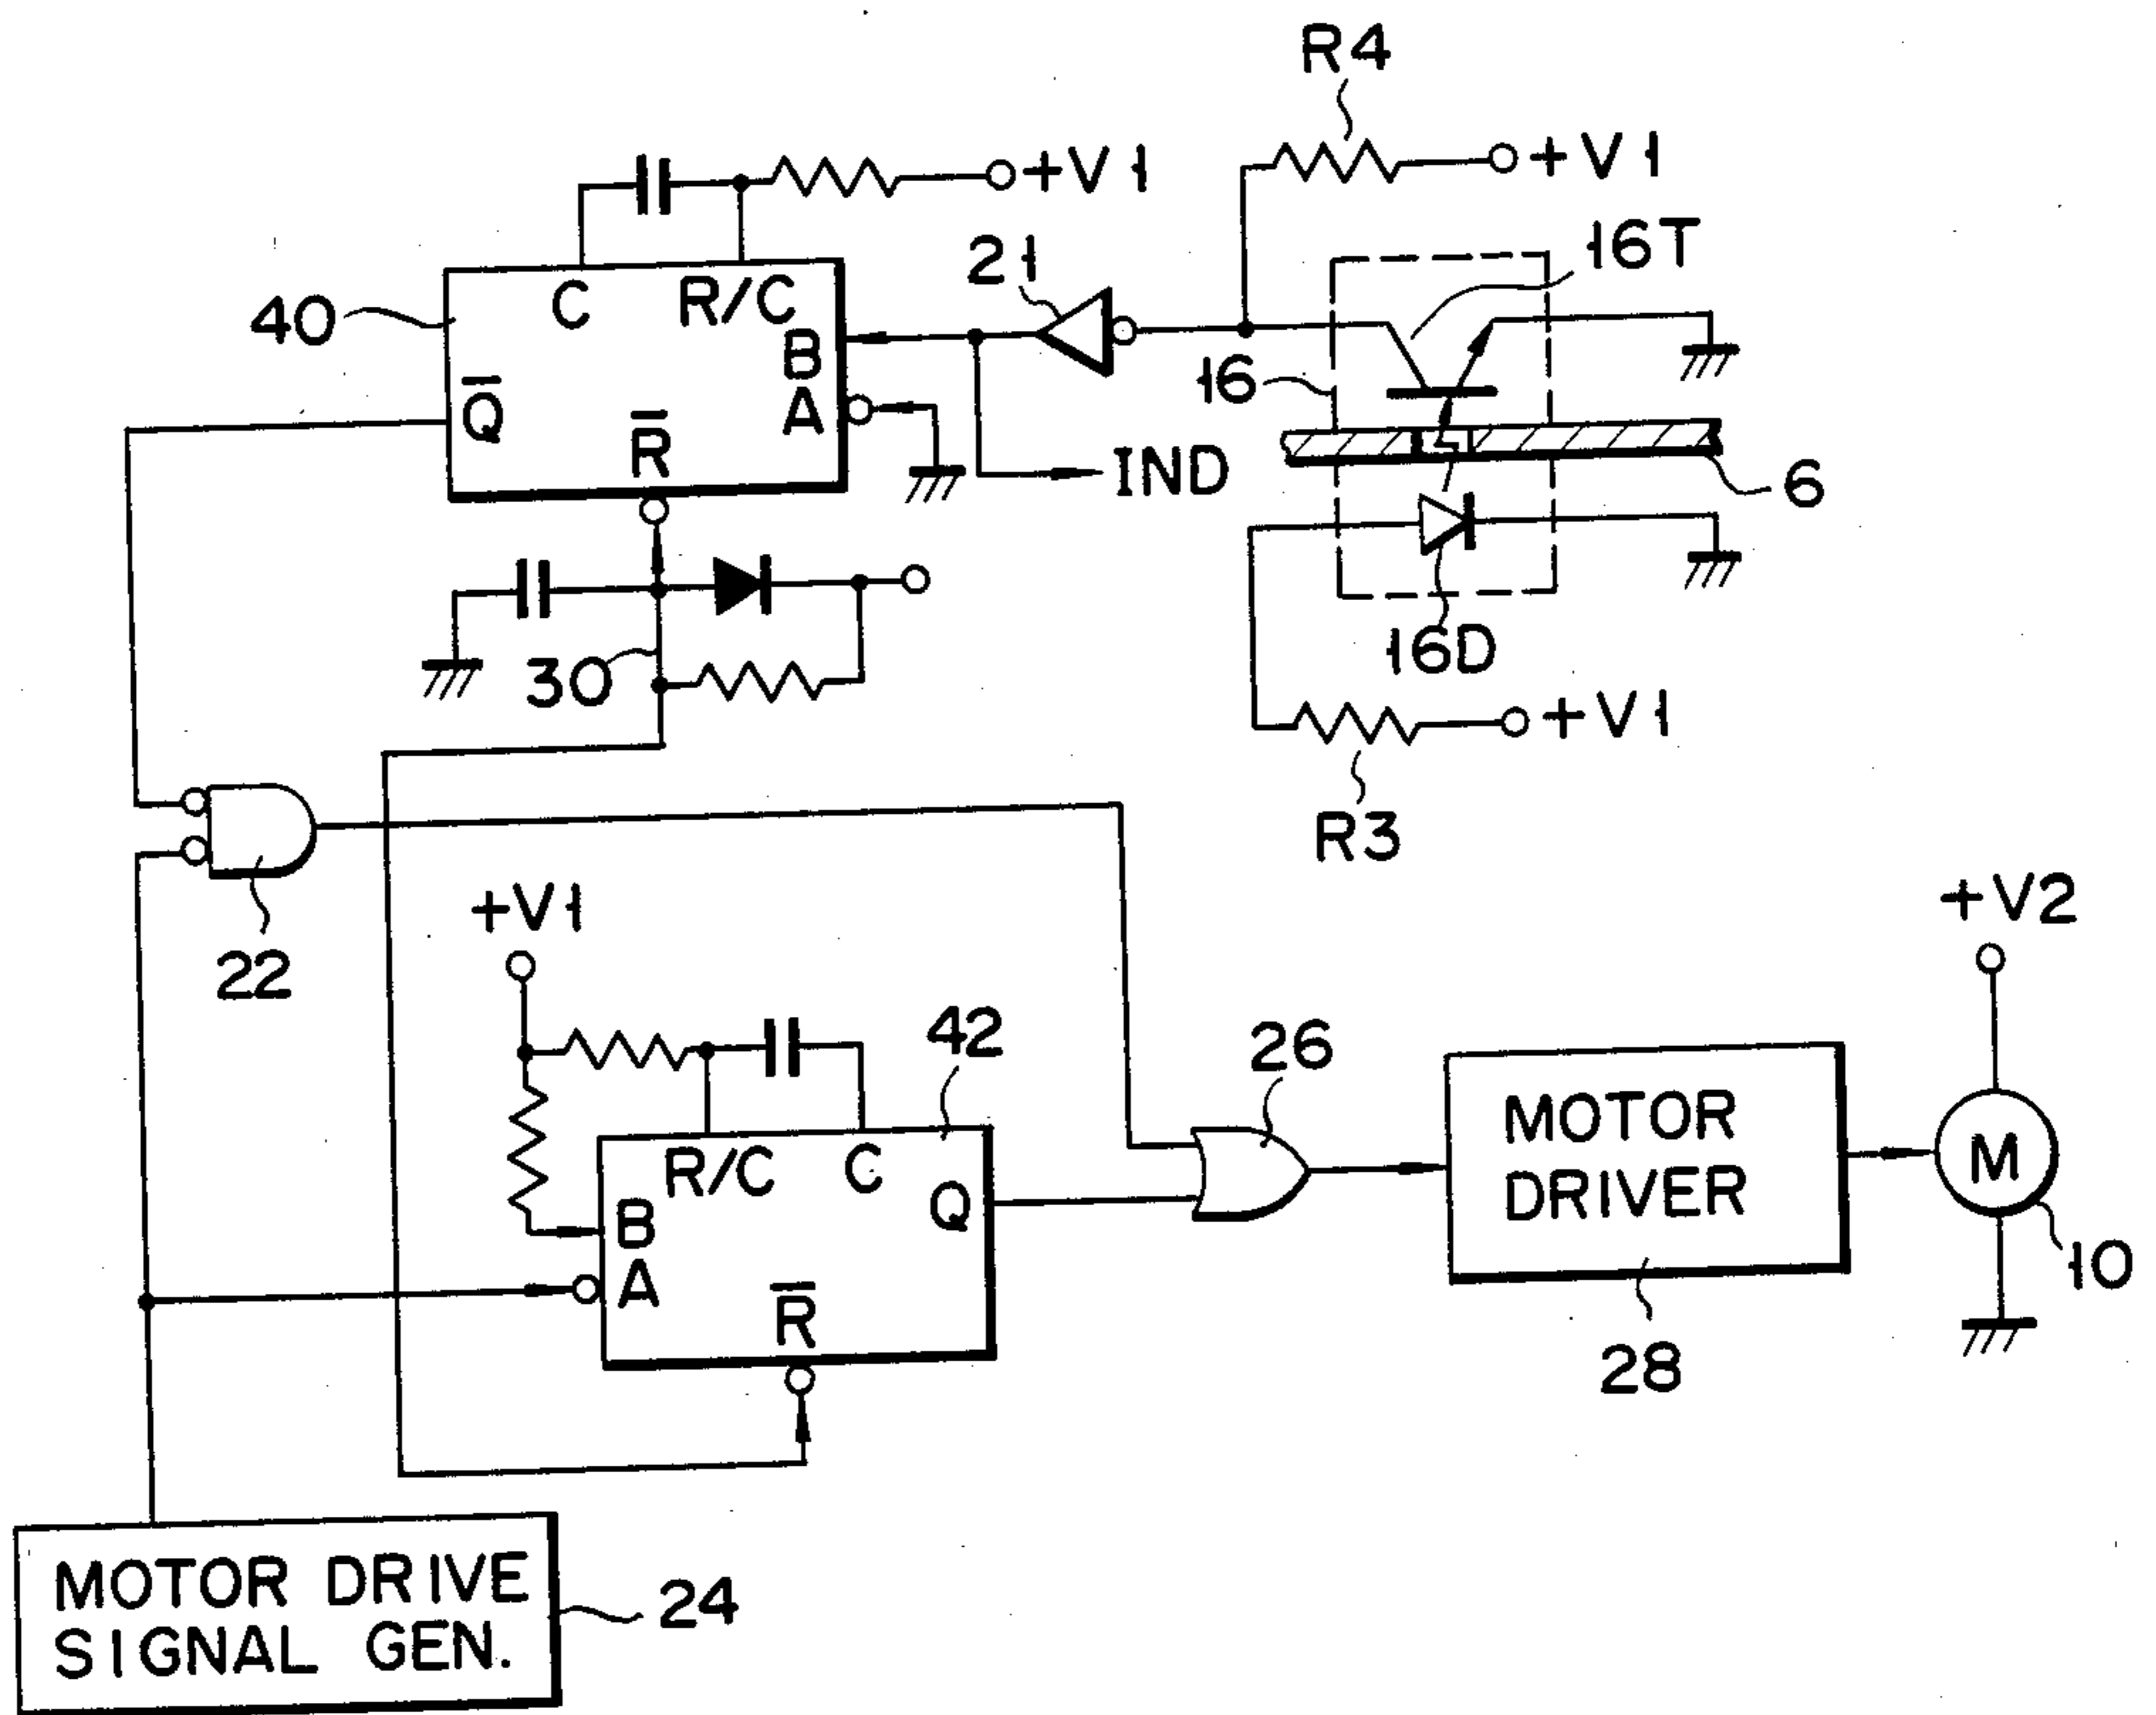 R4
+V1
+V1
16T
21
40
C
R/C
B
A
Q̅
R̅
16
IND
6
30
16D
+V1
R3
22
+V1
+V2
42
26
R/C
C
Q
B
A
R̅
MOTOR
DRIVER
M
10
28
MOTOR DRIVE
SIGNAL GEN.
24